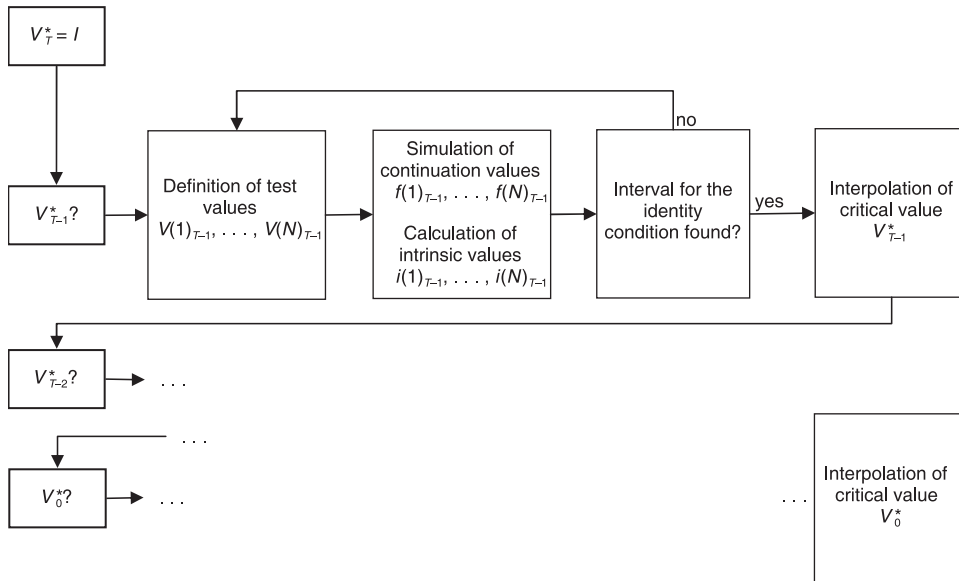 V*T = I
no
V*T–1?
Definition of test
values
V(1)T–1, . . . , V(N)T–1
Simulation of
continuation values
f(1)T–1, . . . , f(N)T–1
Calculation of
intrinsic values
i(1)T–1, . . . , i(N)T–1
Interval for the
identity
condition found?
yes
Interpolation of
critical value
V*T–1
V*T–2?
. . .
. . .
V*0?
. . .
. . .
Interpolation of
critical value
V*0